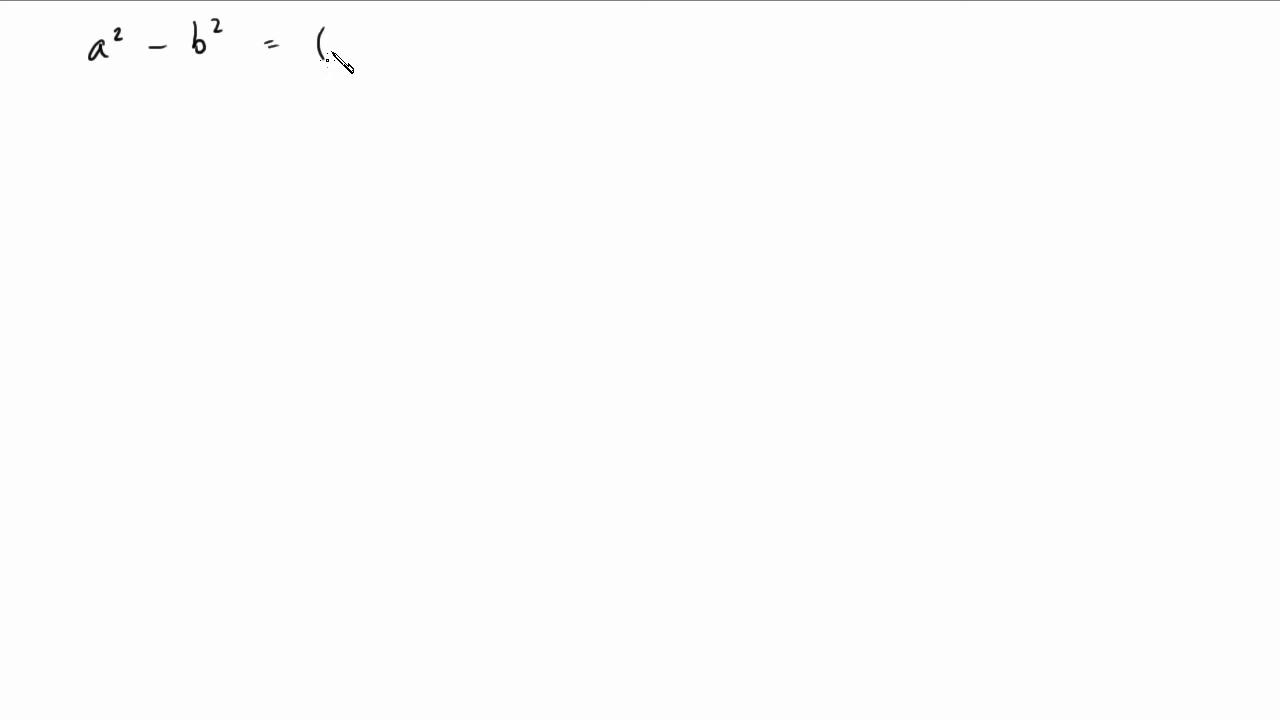 a² − b² = (